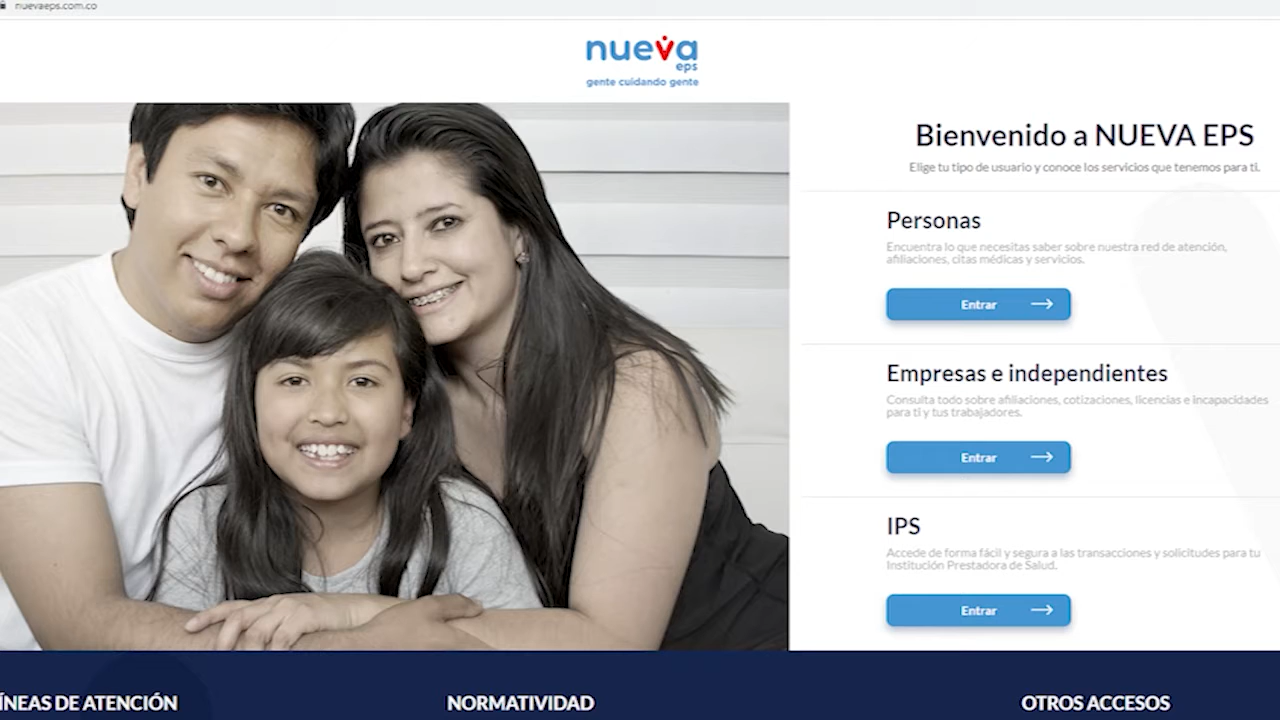 nuevaeps.com.co
nueva
eps
gente cuidando gente
Bienvenido a NUEVA EPS
Elige tu tipo de usuario y conoce los servicios que tenemos para ti.
Personas
Encuentra lo que necesitas saber sobre nuestra red de atención,
afiliaciones, citas médicas y servicios.
Entrar
Empresas e independientes
Consulta todo sobre afiliaciones, cotizaciones, licencias e incapacidades
para ti y tus trabajadores.
Entrar
IPS
Accede de forma fácil y segura a las transacciones y solicitudes para tu
Institución Prestadora de Salud.
Entrar
ÍNEAS DE ATENCIÓN
NORMATIVIDAD
OTROS ACCESOS